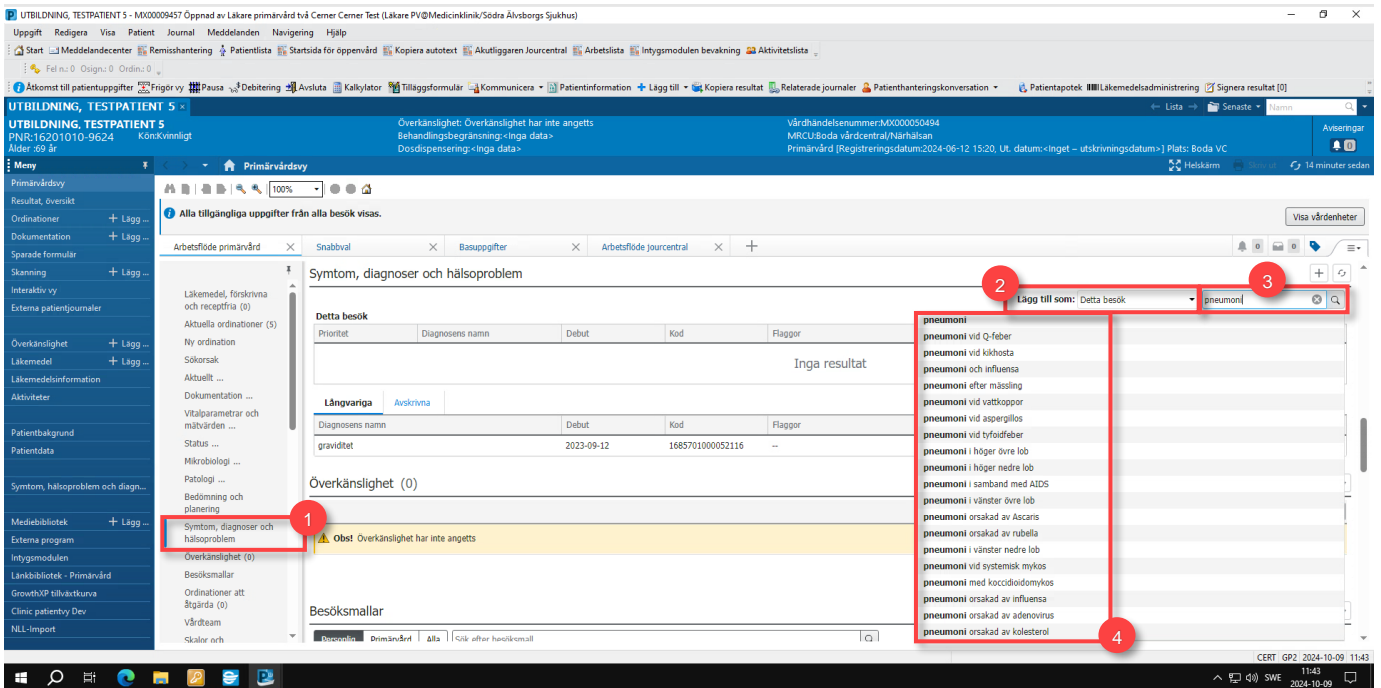 UTBILDNING, TESTPATIENT 5 - MX00009457 Öppnad av Läkare primärvård två Cerner Cerner Test (Läkare PV@Medicinklinik/Södra Älvsborgs Sjukhus)
Uppgift Redigera Visa Patient Journal Meddelanden Navigering Hjälp
Start Meddelandecenter Remisshantering Patientlista Startsida för öppenvård Kopiera autotext Akutliggaren Jourcentral Arbetslista Intygsmodulen bevakning Aktivitetslista
Fel n.: 0 Osign.: 0 Ordin.: 0
Åtkomst till patientuppgifter Frigör vy Pausa Debitering Avsluta Kalkylator Tilläggsformulär Kommunicera Patientinformation Lägg till Kopiera resultat Relaterade journaler Patienthanteringskonversation Patientapotek Läkemedelsadministrering Signera resultat [0]
UTBILDNING, TESTPATIENT 5 Lista Senaste Namn
UTBILDNING, TESTPATIENT 5 Överkänslighet: Överkänslighet har inte angetts Vårdhändelsenummer:MX000050494
PNR:16201010-9624 Kön:Kvinnligt Behandlingsbegränsning:<Inga data> MRCU:Boda vårdcentral/Närhälsan Aviseringar
Ålder :69 år Dosdispensering:<Inga data> Primärvård [Registreringsdatum:2024-06-12 15:20, Ut. datum:<Inget – utskrivningsdatum>] Plats: Boda VC 0
Meny Primärvårdsvy Helskärm Skriv ut 14 minuter sedan
Primärvårdsvy
Resultat, översikt
Ordinationer Lägg ...
Dokumentation Lägg ...
Sparade formulär
Skanning Lägg ...
Interaktiv vy
Externa patientjournaler
Överkänslighet Lägg ...
Läkemedel Lägg ...
Läkemedelsinformation
Aktiviteter
Patientbakgrund
Patientdata
Symtom, hälsoproblem och diagn...
Mediebibliotek Lägg ...
Externa program
Intygsmodulen
Länkbibliotek - Primärvård
GrowthXP tillväxtkurva
Clinic patientvy Dev
NLL-Import
100%
Alla tillgängliga uppgifter från alla besök visas. Visa vårdenheter
Arbetsflöde primärvård Snabbval Basuppgifter Arbetsflöde jourcentral 0 0
Läkemedel, förskrivna
och receptfria (0)
Aktuella ordinationer (5)
Ny ordination
Sökorsak
Aktuellt ...
Dokumentation ...
Vitalparametrar och
mätvärden ...
Status ...
Mikrobiologi ...
Patologi ...
Bedömning och
planering
Symtom, diagnoser och
hälsoproblem
1
Överkänslighet (0)
Besöksmallar
Ordinationer att
åtgärda (0)
Vårdteam
Skalor och
Symtom, diagnoser och hälsoproblem
2
3
Lägg till som: Detta besök pneumoni
Detta besök
Prioritet Diagnosens namn Debut Kod Flaggor
Inga resultat
Långvariga Avskrivna
Diagnosens namn Debut Kod Flaggor
graviditet 2023-09-12 1685701000052116 --
Överkänslighet (0)
Obs! Överkänslighet har inte angetts
Besöksmallar
Personlig Primärvård Alla Sök efter besöksmall
pneumoni
pneumoni vid Q-feber
pneumoni vid kikhosta
pneumoni och influensa
pneumoni efter mässling
pneumoni vid vattkoppor
pneumoni vid aspergillos
pneumoni vid tyfoidfeber
pneumoni i höger övre lob
pneumoni i höger nedre lob
pneumoni i samband med AIDS
pneumoni i vänster övre lob
pneumoni orsakad av Ascaris
pneumoni orsakad av rubella
pneumoni i vänster nedre lob
pneumoni vid systemisk mykos
pneumoni med koccidioidomykos
pneumoni orsakad av influensa
pneumoni orsakad av adenovirus
pneumoni orsakad av kolesterol
4
CERT GP2 2024-10-09 11:43
SWE 11:43
2024-10-09